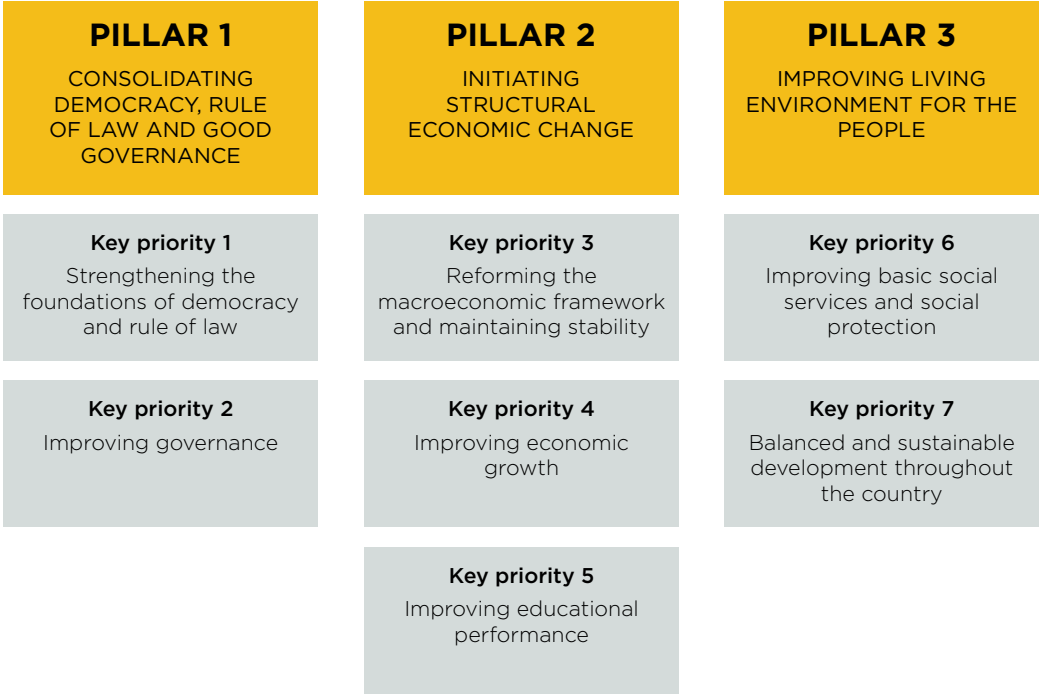 PILLAR 1
CONSOLIDATING
DEMOCRACY, RULE
OF LAW AND GOOD
GOVERNANCE
Key priority 1
Strengthening the
foundations of democracy
and rule of law
Key priority 2
Improving governance
PILLAR 2
INITIATING
STRUCTURAL
ECONOMIC CHANGE
Key priority 3
Reforming the
macroeconomic framework
and maintaining stability
Key priority 4
Improving economic
growth
Key priority 5
Improving educational
performance
PILLAR 3
IMPROVING LIVING
ENVIRONMENT FOR THE
PEOPLE
Key priority 6
Improving basic social
services and social
protection
Key priority 7
Balanced and sustainable
development throughout
the country